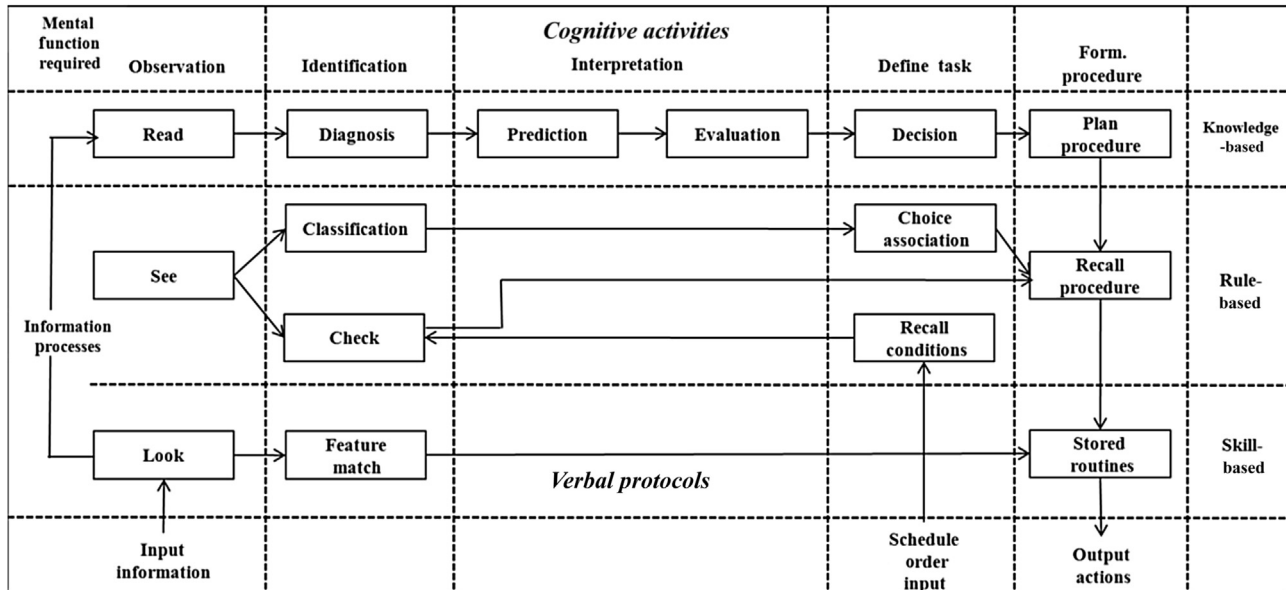 Mental
function
required
Cognitive activities
Observation
Identification
Interpretation
Define task
Form.
procedure
Read
Diagnosis
Prediction
Evaluation
Decision
Plan
procedure
Knowledge
-based
Classification
Choice
association
See
Recall
procedure
Rule-
based
Information
processes
Check
Recall
conditions
Look
Feature
match
Verbal protocols
Stored
routines
Skill-
based
Input
information
Schedule
order
input
Output
actions